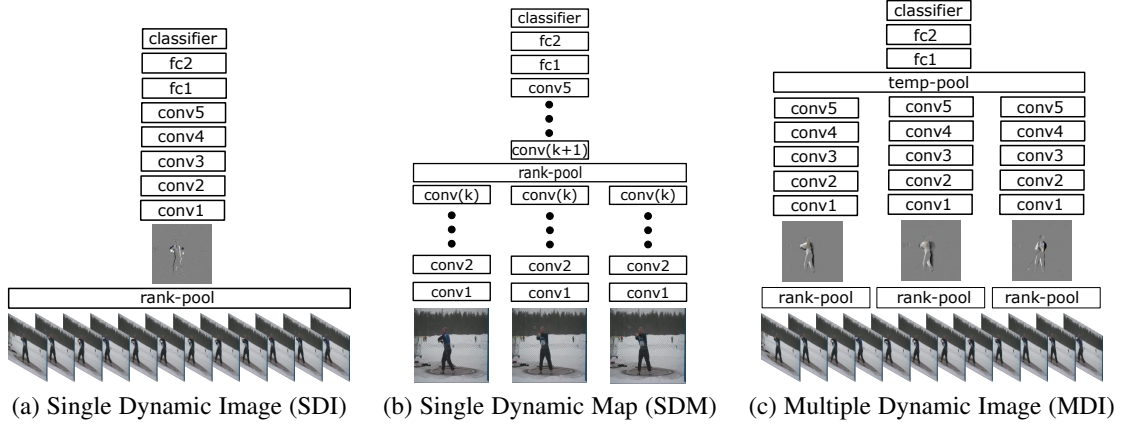 classifier
fc2
fc1
conv5
conv4
conv3
conv2
conv1
rank-pool
(a) Single Dynamic Image (SDI)
classifier
fc2
fc1
conv5
conv(k+1)
rank-pool
conv(k) conv(k) conv(k)
conv2 conv2 conv2
conv1 conv1 conv1
(b) Single Dynamic Map (SDM)
classifier
fc2
fc1
temp-pool
conv5 conv5 conv5
conv4 conv4 conv4
conv3 conv3 conv3
conv2 conv2 conv2
conv1 conv1 conv1
rank-pool rank-pool rank-pool
(c) Multiple Dynamic Image (MDI)